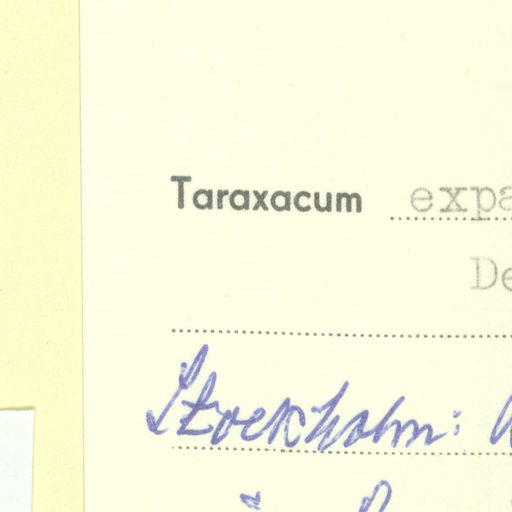 Taraxacum expa
De
Stockholm: